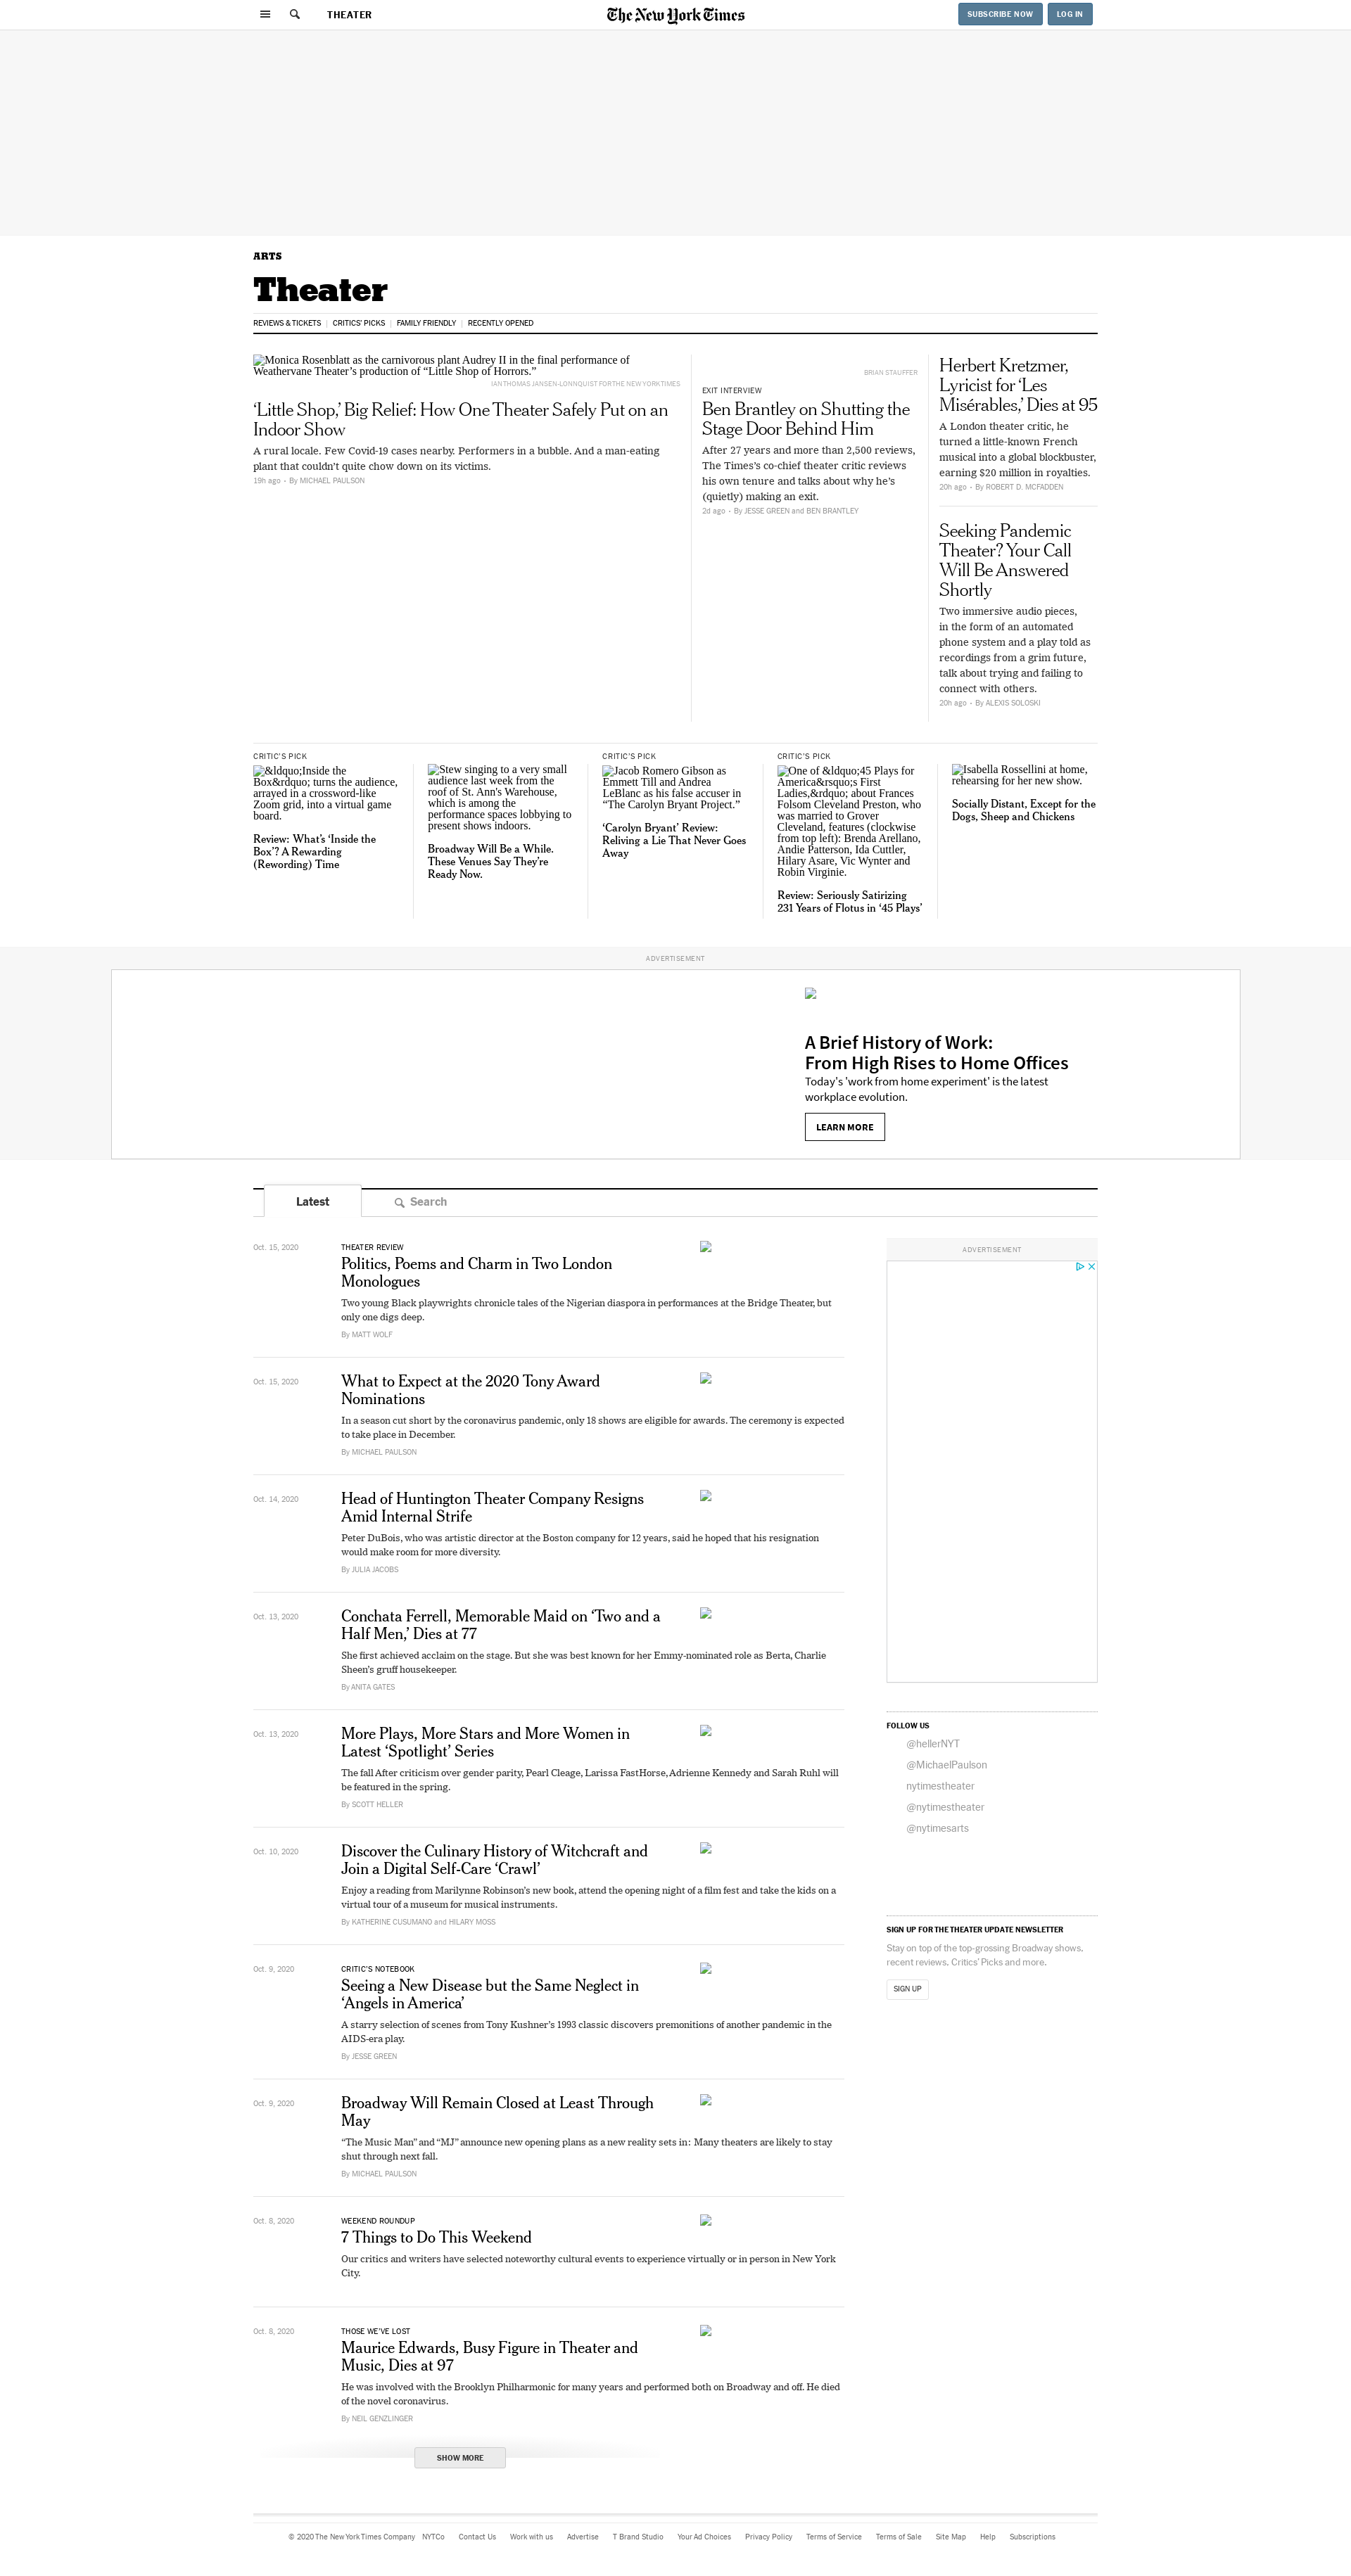 THEATER
The New York Times
SUBSCRIBE NOW
LOG IN
ARTS
Theater
REVIEWS & TICKETS | CRITICS' PICKS | FAMILY FRIENDLY | RECENTLY OPENED
Monica Rosenblatt as the carnivorous plant Audrey II in the final performance of
Weathervane Theater’s production of “Little Shop of Horrors.”
IAN THOMAS JANSEN-LONNQUIST FOR THE NEW YORK TIMES
‘Little Shop,’ Big Relief: How One Theater Safely Put on an
Indoor Show
A rural locale. Few Covid-19 cases nearby. Performers in a bubble. And a man-eating
plant that couldn’t quite chow down on its victims.
19h ago - By MICHAEL PAULSON
BRIAN STAUFFER
EXIT INTERVIEW
Ben Brantley on Shutting the
Stage Door Behind Him
After 27 years and more than 2,500 reviews,
The Times’s co-chief theater critic reviews
his own tenure and talks about why he’s
(quietly) making an exit.
2d ago - By JESSE GREEN and BEN BRANTLEY
Herbert Kretzmer,
Lyricist for ‘Les
Misérables,’ Dies at 95
A London theater critic, he
turned a little-known French
musical into a global blockbuster,
earning $20 million in royalties.
20h ago - By ROBERT D. MCFADDEN
Seeking Pandemic
Theater? Your Call
Will Be Answered
Shortly
Two immersive audio pieces,
in the form of an automated
phone system and a play told as
recordings from a grim future,
talk about trying and failing to
connect with others.
20h ago - By ALEXIS SOLOSKI
CRITIC’S PICK
&ldquo;Inside the
Box&rdquo; turns the audience,
arrayed in a crossword-like
Zoom grid, into a virtual game
board.
Review: What’s ‘Inside the
Box’? A Rewarding
(Rewording) Time
Stew singing to a very small
audience last week from the
roof of St. Ann's Warehouse,
which is among the
performance spaces lobbying to
present shows indoors.
Broadway Will Be a While.
These Venues Say They’re
Ready Now.
CRITIC’S PICK
Jacob Romero Gibson as
Emmett Till and Andrea
LeBlanc as his false accuser in
“The Carolyn Bryant Project.”
‘Carolyn Bryant’ Review:
Reliving a Lie That Never Goes
Away
CRITIC’S PICK
One of &ldquo;45 Plays for
America&rsquo;s First
Ladies,&rdquo; about Frances
Folsom Cleveland Preston, who
was married to Grover
Cleveland, features (clockwise
from top left): Brenda Arellano,
Andie Patterson, Ida Cuttler,
Hilary Asare, Vic Wynter and
Robin Virginie.
Review: Seriously Satirizing
231 Years of Flotus in ‘45 Plays’
Isabella Rossellini at home,
rehearsing for her new show.
Socially Distant, Except for the
Dogs, Sheep and Chickens
ADVERTISEMENT
A Brief History of Work:
From High Rises to Home Offices
Today's 'work from home experiment' is the latest
workplace evolution.
LEARN MORE
Latest
Search
Oct. 15, 2020
THEATER REVIEW
Politics, Poems and Charm in Two London
Monologues
Two young Black playwrights chronicle tales of the Nigerian diaspora in performances at the Bridge Theater, but
only one digs deep.
By MATT WOLF
Oct. 15, 2020
What to Expect at the 2020 Tony Award
Nominations
In a season cut short by the coronavirus pandemic, only 18 shows are eligible for awards. The ceremony is expected
to take place in December.
By MICHAEL PAULSON
Oct. 14, 2020
Head of Huntington Theater Company Resigns
Amid Internal Strife
Peter DuBois, who was artistic director at the Boston company for 12 years, said he hoped that his resignation
would make room for more diversity.
By JULIA JACOBS
Oct. 13, 2020
Conchata Ferrell, Memorable Maid on ‘Two and a
Half Men,’ Dies at 77
She first achieved acclaim on the stage. But she was best known for her Emmy-nominated role as Berta, Charlie
Sheen’s gruff housekeeper.
By ANITA GATES
Oct. 13, 2020
More Plays, More Stars and More Women in
Latest ‘Spotlight’ Series
The fall After criticism over gender parity, Pearl Cleage, Larissa FastHorse, Adrienne Kennedy and Sarah Ruhl will
be featured in the spring.
By SCOTT HELLER
Oct. 10, 2020
Discover the Culinary History of Witchcraft and
Join a Digital Self-Care ‘Crawl’
Enjoy a reading from Marilynne Robinson’s new book, attend the opening night of a film fest and take the kids on a
virtual tour of a museum for musical instruments.
By KATHERINE CUSUMANO and HILARY MOSS
Oct. 9, 2020
CRITIC’S NOTEBOOK
Seeing a New Disease but the Same Neglect in
‘Angels in America’
A starry selection of scenes from Tony Kushner’s 1993 classic discovers premonitions of another pandemic in the
AIDS-era play.
By JESSE GREEN
Oct. 9, 2020
Broadway Will Remain Closed at Least Through
May
“The Music Man” and “MJ” announce new opening plans as a new reality sets in: Many theaters are likely to stay
shut through next fall.
By MICHAEL PAULSON
Oct. 8, 2020
WEEKEND ROUNDUP
7 Things to Do This Weekend
Our critics and writers have selected noteworthy cultural events to experience virtually or in person in New York
City.
Oct. 8, 2020
THOSE WE’VE LOST
Maurice Edwards, Busy Figure in Theater and
Music, Dies at 97
He was involved with the Brooklyn Philharmonic for many years and performed both on Broadway and off. He died
of the novel coronavirus.
By NEIL GENZLINGER
SHOW MORE
ADVERTISEMENT
FOLLOW US
@hellerNYT
@MichaelPaulson
nytimestheater
@nytimestheater
@nytimesarts
SIGN UP FOR THE THEATER UPDATE NEWSLETTER
Stay on top of the top-grossing Broadway shows,
recent reviews, Critics’ Picks and more.
SIGN UP
© 2020 The New York Times Company NYTCo Contact Us Work with us Advertise T Brand Studio Your Ad Choices Privacy Policy Terms of Service Terms of Sale Site Map Help Subscriptions